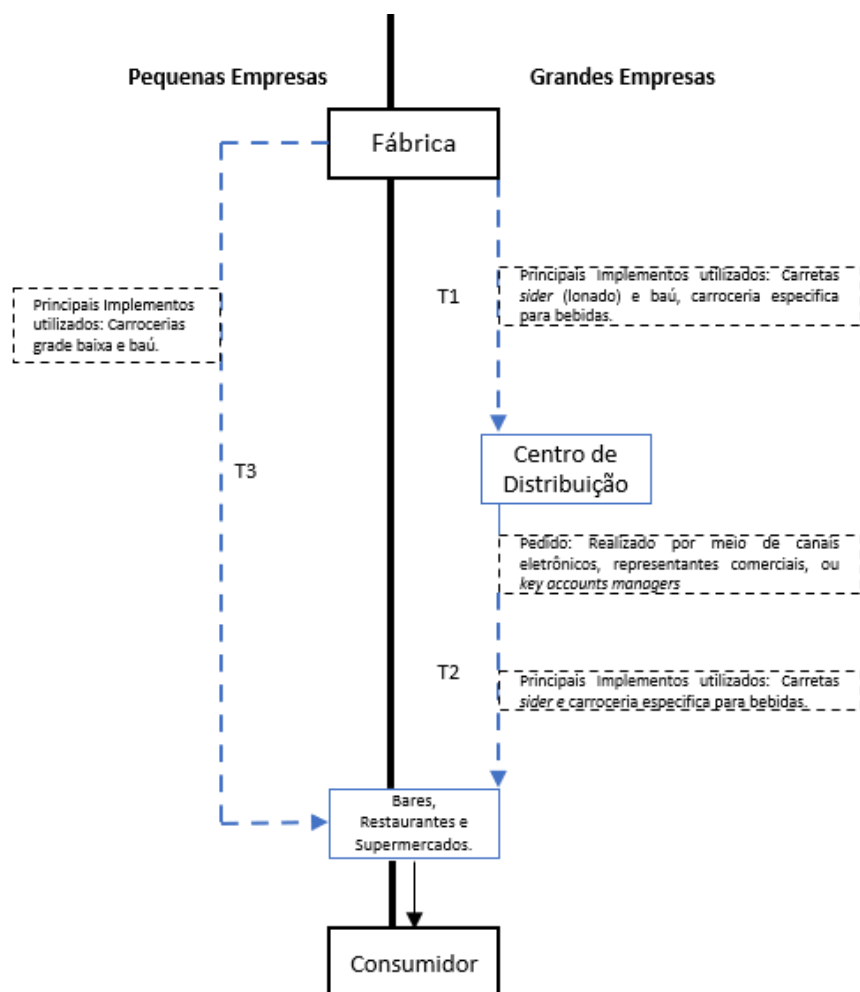 Pequenas Empresas
Grandes Empresas
Fábrica
T1
Principais Implementos utilizados: Carretas
sider (lonado) e baú, carroceria especifica
para bebidas.
Principais Implementos
utilizados: Carrocerias
grade baixa e baú.
Centro de
Distribuição
T3
Pedido: Realizado por meio de canais
eletrônicos, representantes comerciais, ou
key accounts managers
T2
Principais Implementos utilizados: Carretas
sider e carroceria especifica para bebidas.
Bares,
Restaurantes e
Supermercados.
Consumidor